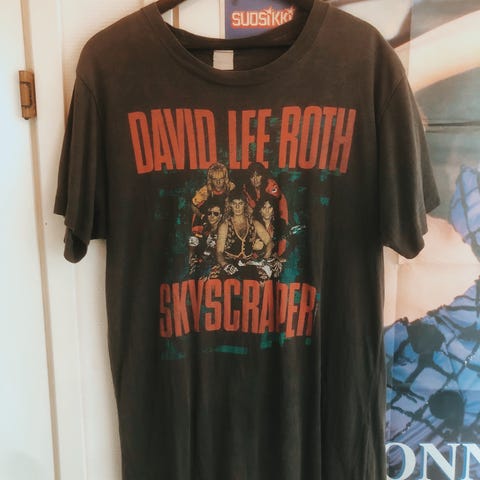 SUOSIKKI
DAVID LEE ROTH
SKYSCRAPER
ONN